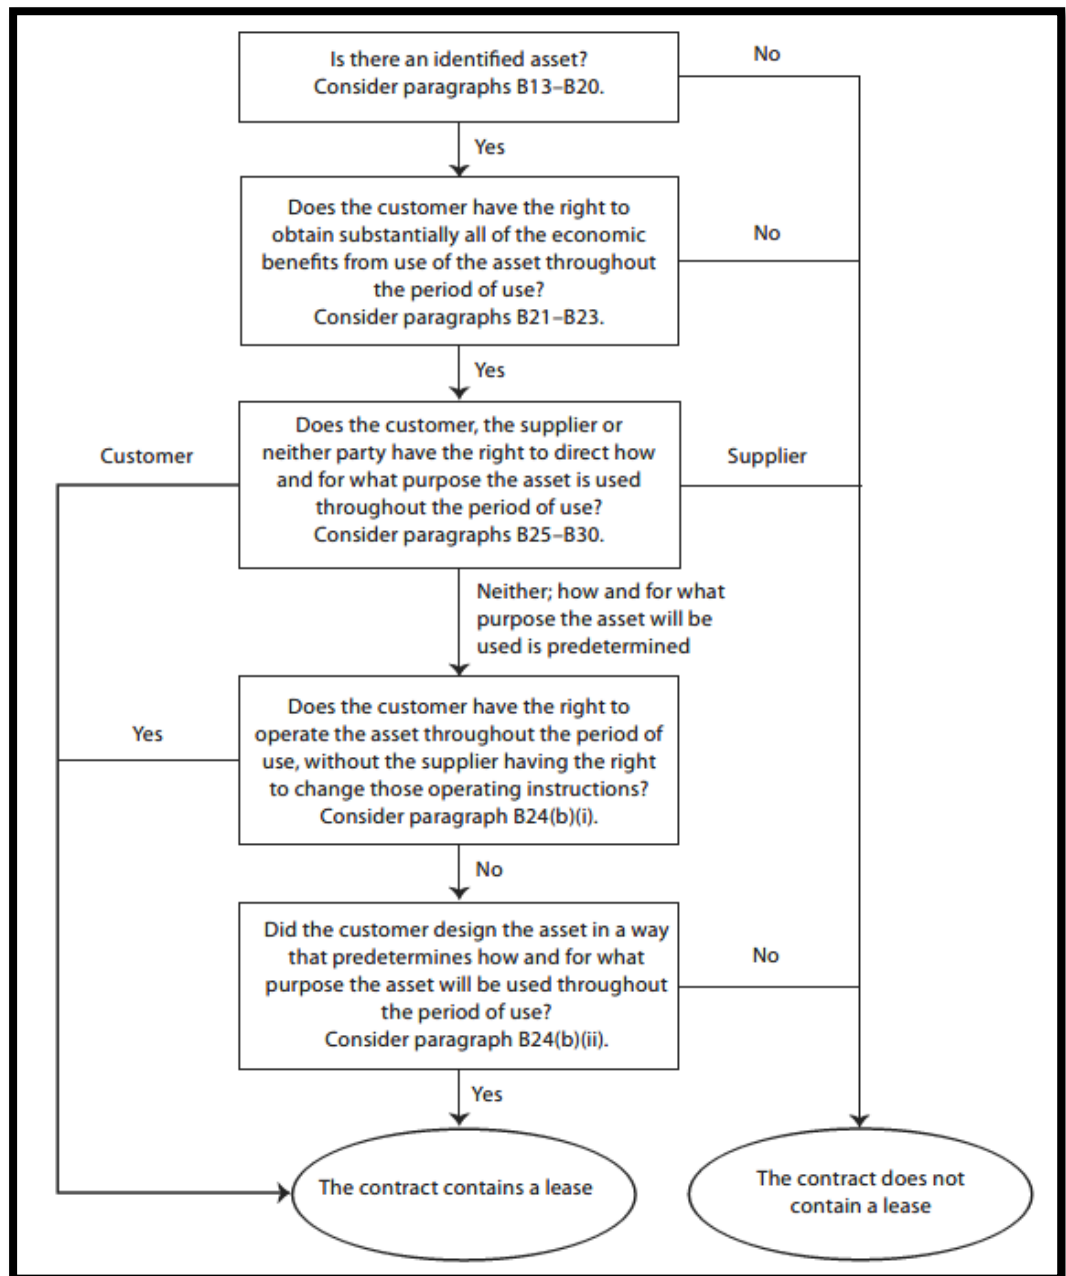 Is there an identified asset?
Consider paragraphs B13–B20.
No
Yes
Does the customer have the right to
obtain substantially all of the economic
benefits from use of the asset throughout
the period of use?
Consider paragraphs B21–B23.
No
Yes
Does the customer, the supplier or
neither party have the right to direct how
and for what purpose the asset is used
throughout the period of use?
Consider paragraphs B25–B30.
Customer
Supplier
Neither; how and for what
purpose the asset will be
used is predetermined
Does the customer have the right to
operate the asset throughout the period of
use, without the supplier having the right
to change those operating instructions?
Consider paragraph B24(b)(i).
Yes
No
Did the customer design the asset in a way
that predetermines how and for what
purpose the asset will be used throughout
the period of use?
Consider paragraph B24(b)(ii).
No
Yes
The contract contains a lease
The contract does not
contain a lease